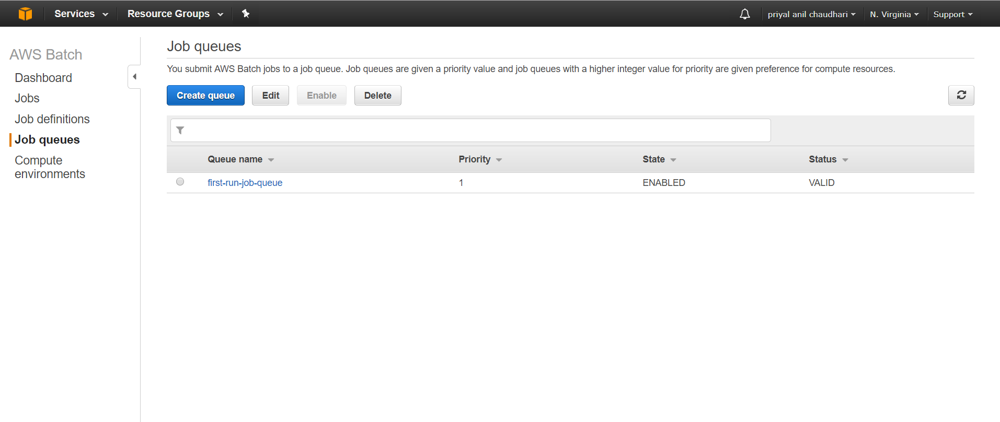 Services Resource Groups priyal anil chaudhari N. Virginia Support
AWS Batch
Dashboard
Jobs
Job definitions
Job queues
Compute
environments
Job queues
You submit AWS Batch jobs to a job queue. Job queues are given a priority value and job queues with a higher integer value for priority are given preference for compute resources.
Create queue Edit Enable Delete
Queue name Priority State Status
first-run-job-queue 1 ENABLED VALID